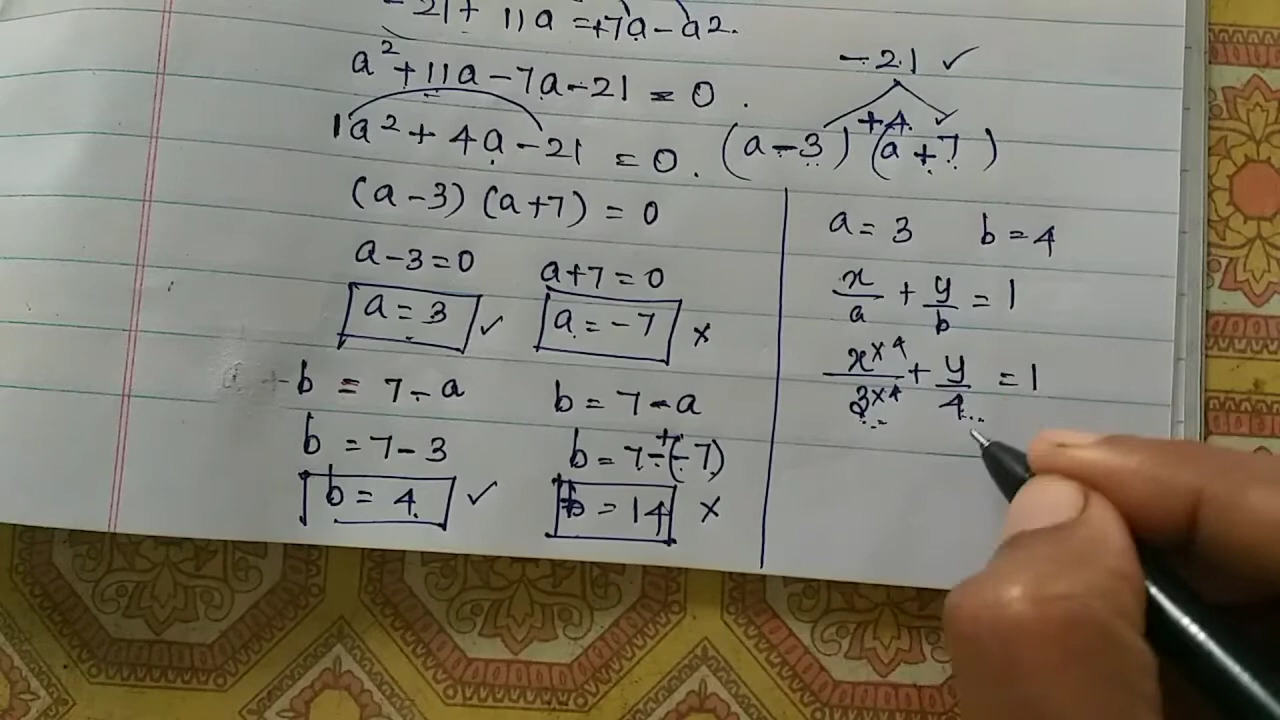 -21 + 11a = +7a - a2.
a² + 11a - 7a - 21 = 0.
1a² + 4a - 21 = 0.
(a - 3) (a + 7) = 0
a - 3 = 0 a + 7 = 0
a = 3 ✓ a = -7 ×
b = 7 - a b = 7 - a
b = 7 - 3 b = 7 - (-7) +
b = 4 ✓ b = 14 ×
-21 ✓
+4 ✓
(a - 3) (a + 7)
a = 3 b = 4
x/a + y/b = 1
x×4/3×4 + y/4 = 1